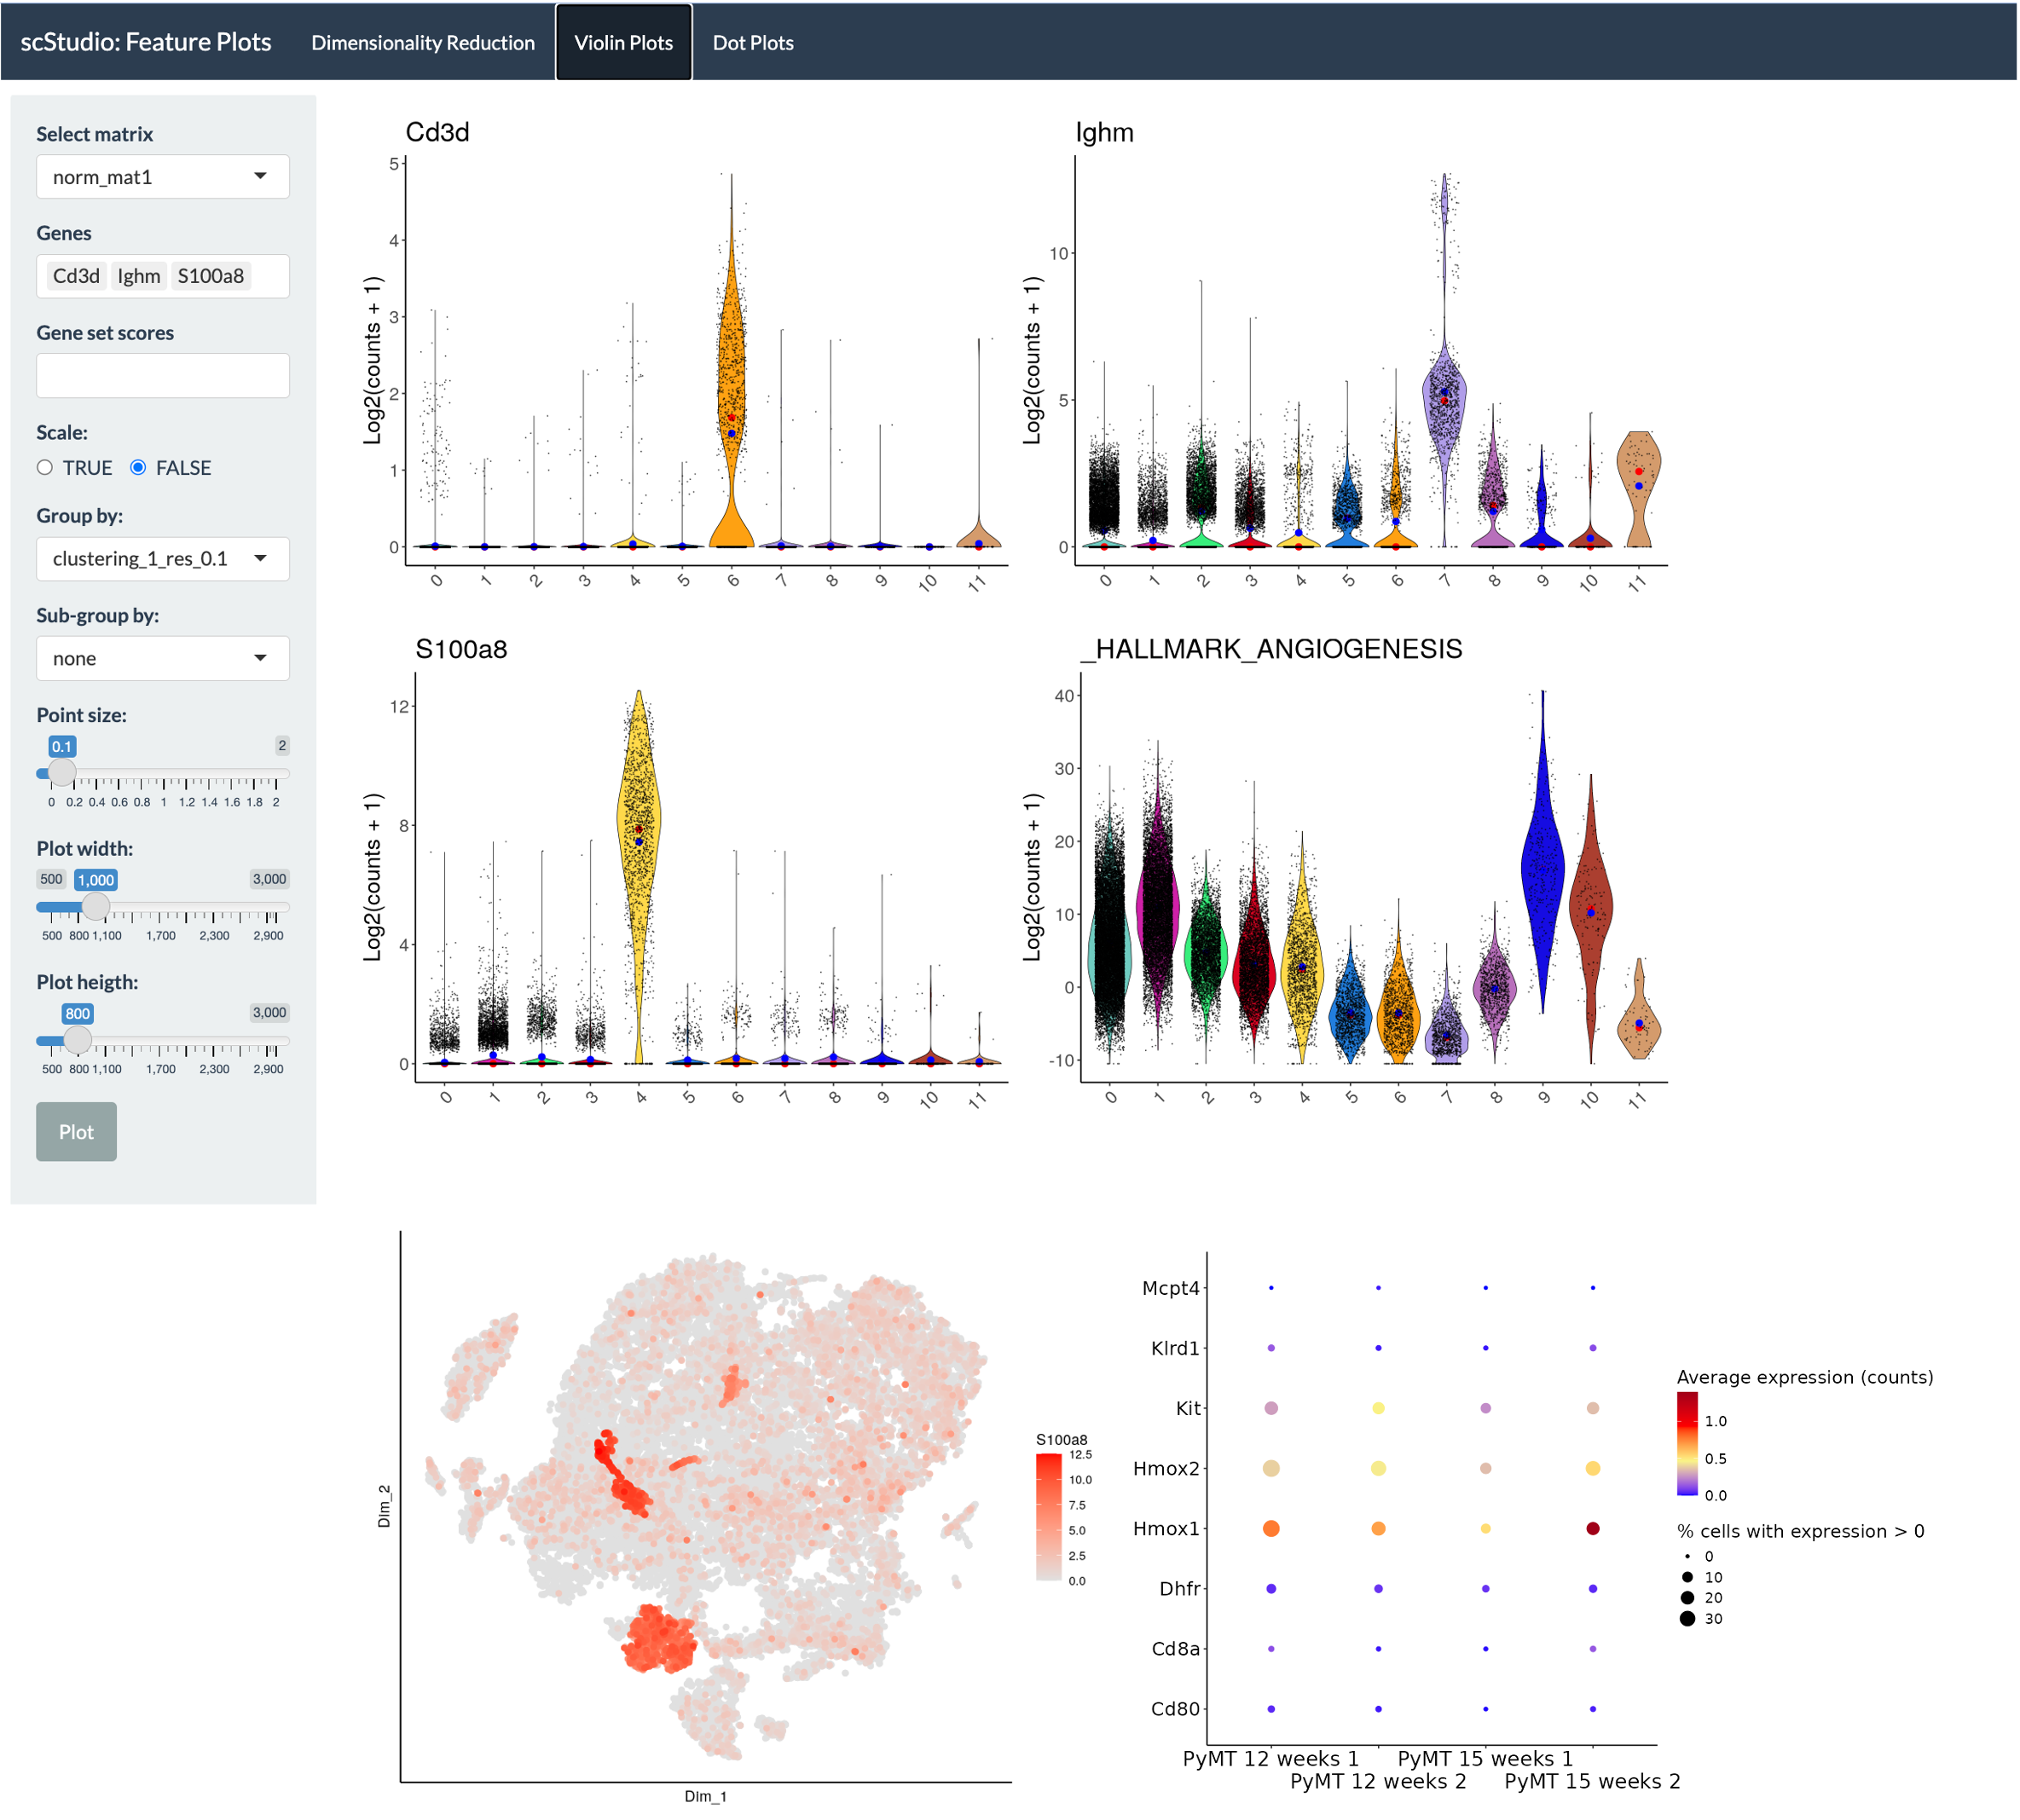 scStudio: Feature Plots Dimensionality Reduction Violin Plots Dot Plots
Select matrix
norm_mat1
Genes
Cd3d Ighm S100a8
Gene set scores
Scale:
TRUE FALSE
Group by:
clustering_1_res_0.1
Sub-group by:
none
Point size:
0.1 2
0 0.2 0.4 0.6 0.8 1 1.2 1.4 1.6 1.8 2
Plot width:
500 1,000 3,000
500 800 1,100 1,700 2,300 2,900
Plot heigth:
800 3,000
500 800 1,100 1,700 2,300 2,900
Plot
Cd3d
Log2(counts + 1)
5
4
3
2
1
0
0 1 2 3 4 5 6 7 8 9 10 11
Ighm
Log2(counts + 1)
10
5
0
0 1 2 3 4 5 6 7 8 9 10 11
S100a8
Log2(counts + 1)
12
8
4
0
0 1 2 3 4 5 6 7 8 9 10 11
_HALLMARK_ANGIOGENESIS
Log2(counts + 1)
40
30
20
10
0
-10
0 1 2 3 4 5 6 7 8 9 10 11
DIm_2
DIm_1
S100a8
12.5
10.0
7.5
5.0
2.5
0.0
Mcpt4
Klrd1
Kit
Hmox2
Hmox1
Dhfr
Cd8a
Cd80
PyMT 12 weeks 1 PyMT 15 weeks 1
PyMT 12 weeks 2 PyMT 15 weeks 2
Average expression (counts)
1.0
0.5
0.0
% cells with expression > 0
0
10
20
30